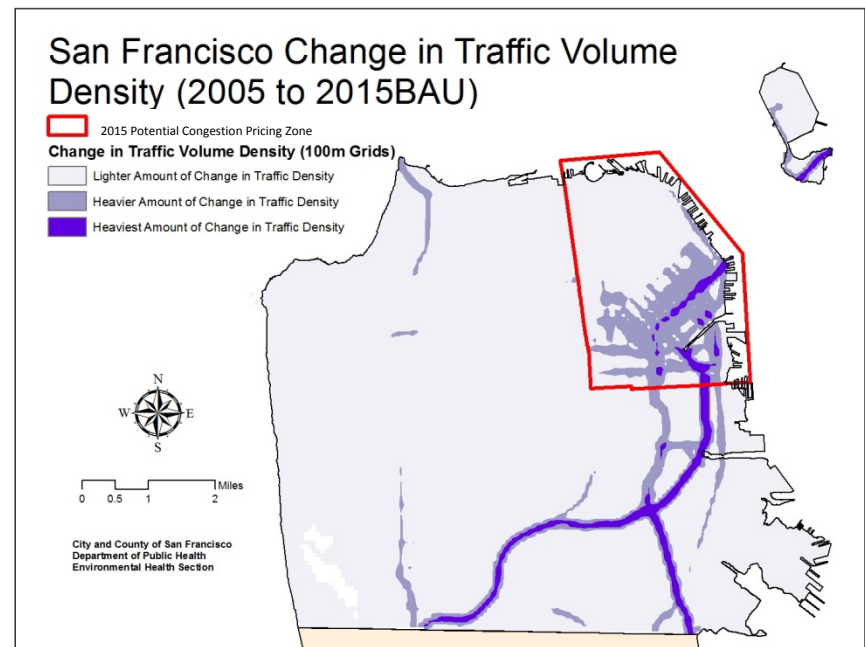 San Francisco Change in Traffic Volume
Density (2005 to 2015BAU)
2015 Potential Congestion Pricing Zone
Change in Traffic Volume Density (100m Grids)
Lighter Amount of Change in Traffic Density
Heavier Amount of Change in Traffic Density
Heaviest Amount of Change in Traffic Density
N
W E
S
0 0.5 1 2 Miles
City and County of San Francisco
Department of Public Health
Environmental Health Section